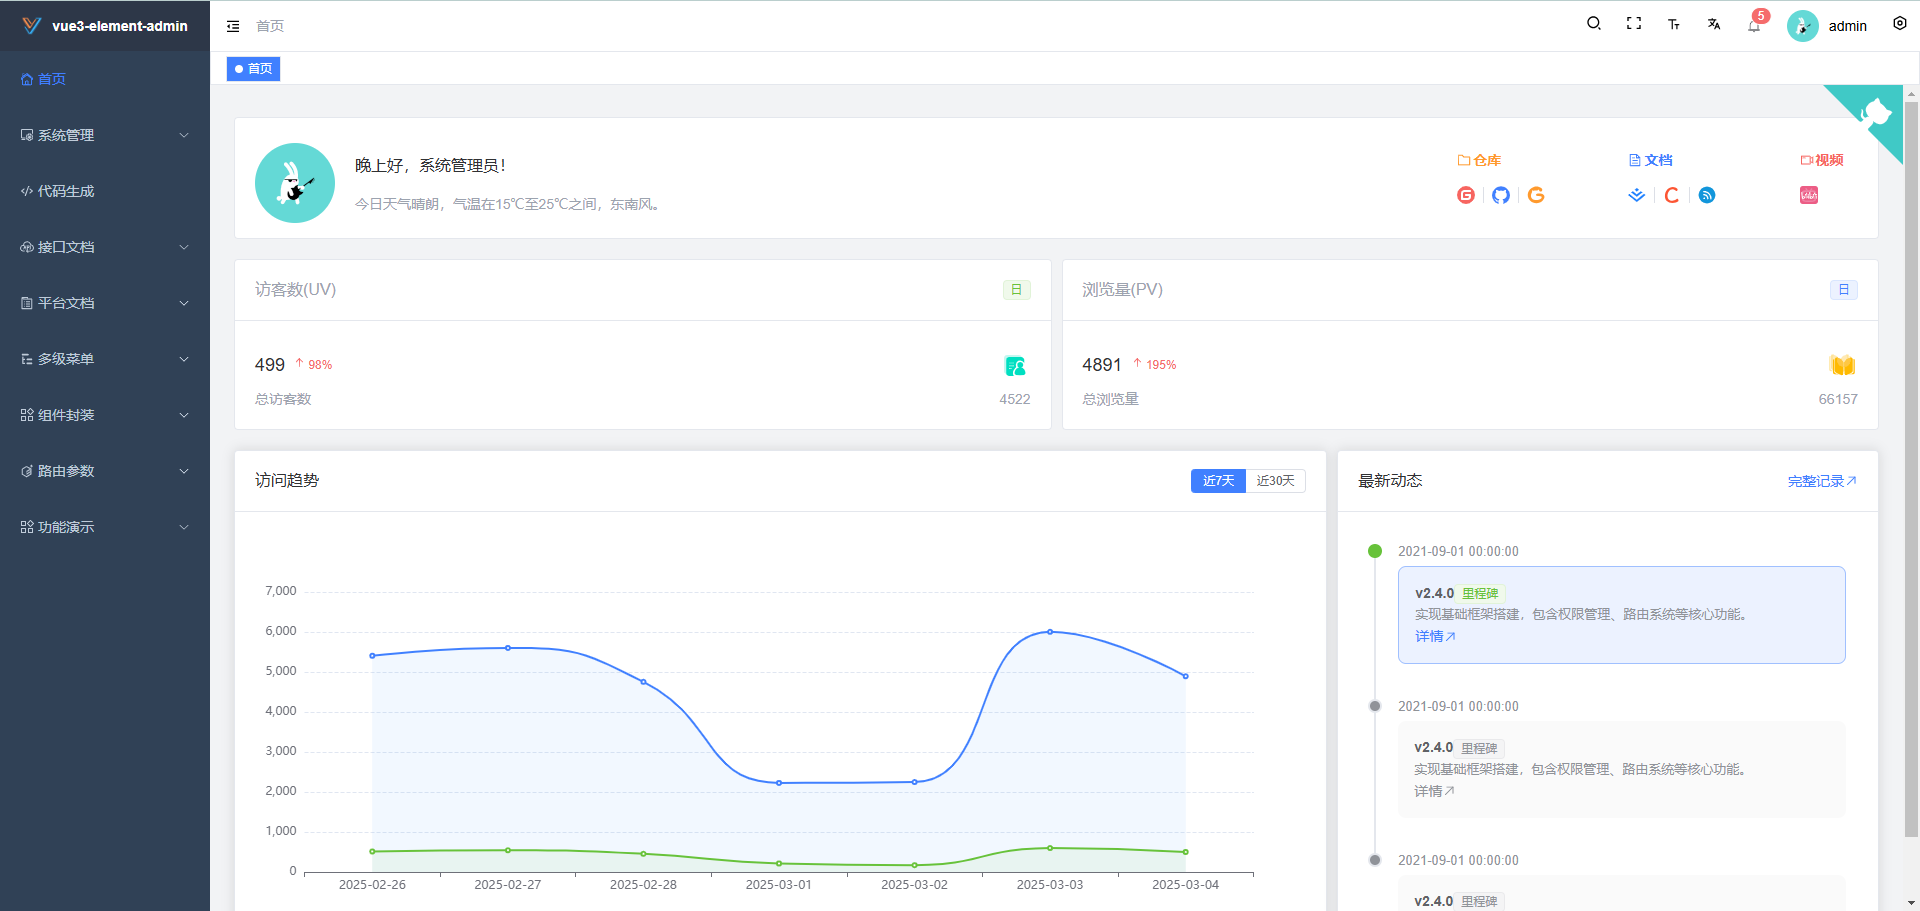 vue3-element-admin
首页
5
admin
首页
首页
系统管理
代码生成
接口文档
平台文档
多级菜单
组件封装
路由参数
功能演示
晚上好，系统管理员！
今日天气晴朗，气温在15℃至25℃之间，东南风。
仓库
文档
视频
访客数(UV)
日
499 98%
总访客数
4522
浏览量(PV)
日
4891 195%
总浏览量
66157
访问趋势
近7天
近30天
7,000
6,000
5,000
4,000
3,000
2,000
1,000
0
2025-02-26
2025-02-27
2025-02-28
2025-03-01
2025-03-02
2025-03-03
2025-03-04
最新动态
完整记录
2021-09-01 00:00:00
v2.4.0 里程碑
实现基础框架搭建，包含权限管理、路由系统等核心功能。
详情
2021-09-01 00:00:00
v2.4.0 里程碑
实现基础框架搭建，包含权限管理、路由系统等核心功能。
详情
2021-09-01 00:00:00
v2.4.0 里程碑